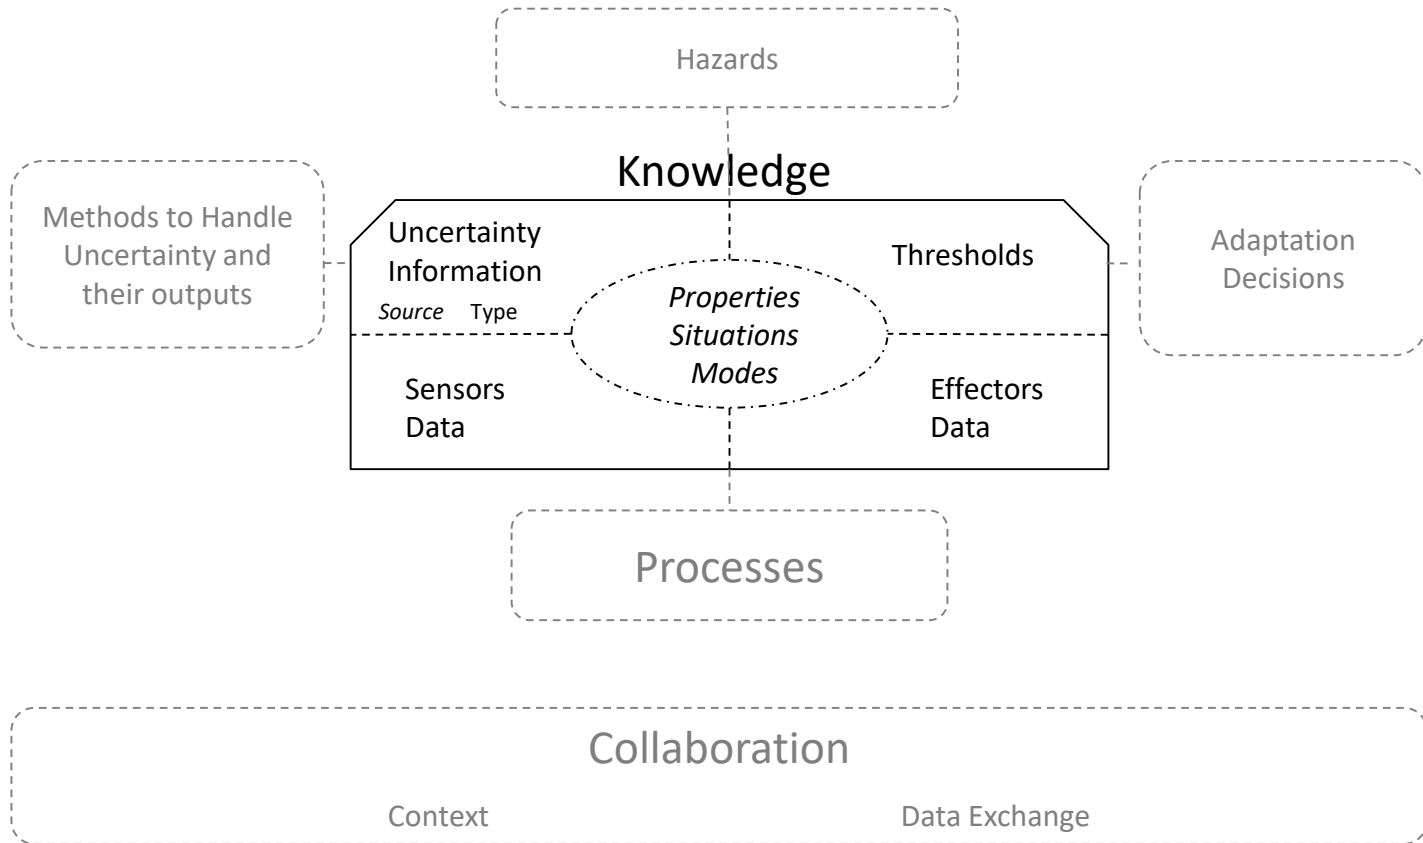 Hazards
Knowledge
Methods to Handle
Uncertainty and
their outputs
Uncertainty
Information
Source Type
Thresholds
Properties
Situations
Modes
Adaptation
Decisions
Sensors
Data
Effectors
Data
Processes
Collaboration
Context
Data Exchange